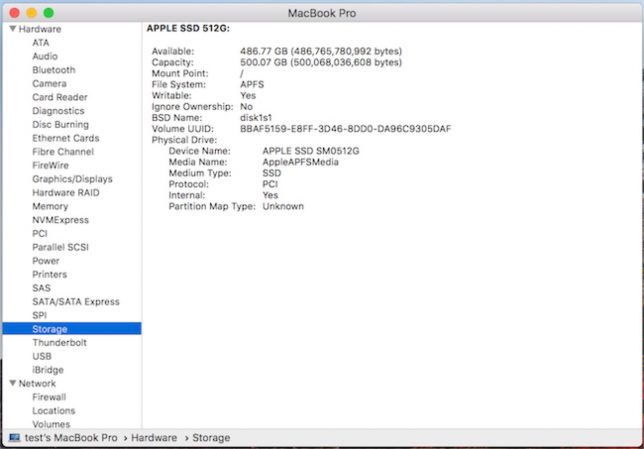 MacBook Pro
Hardware
ATA
Audio
Bluetooth
Camera
Card Reader
Diagnostics
Disc Burning
Ethernet Cards
Fibre Channel
FireWire
Graphics/Displays
Hardware RAID
Memory
NVMExpress
PCI
Parallel SCSI
Power
Printers
SAS
SATA/SATA Express
SPI
Storage
Thunderbolt
USB
iBridge
Network
Firewall
Locations
Volumes
APPLE SSD 512G:
Available: 486.77 GB (486,765,780,992 bytes)
Capacity: 500.07 GB (500,068,036,608 bytes)
Mount Point: /
File System: APFS
Writable: Yes
Ignore Ownership: No
BSD Name: disk1s1
Volume UUID: BBAF5159-E8FF-3D46-8DD0-DA96C9305DAF
Physical Drive:
Device Name: APPLE SSD SM0512G
Media Name: AppleAPFSMedia
Medium Type: SSD
Protocol: PCI
Internal: Yes
Partition Map Type: Unknown
test's MacBook Pro › Hardware › Storage